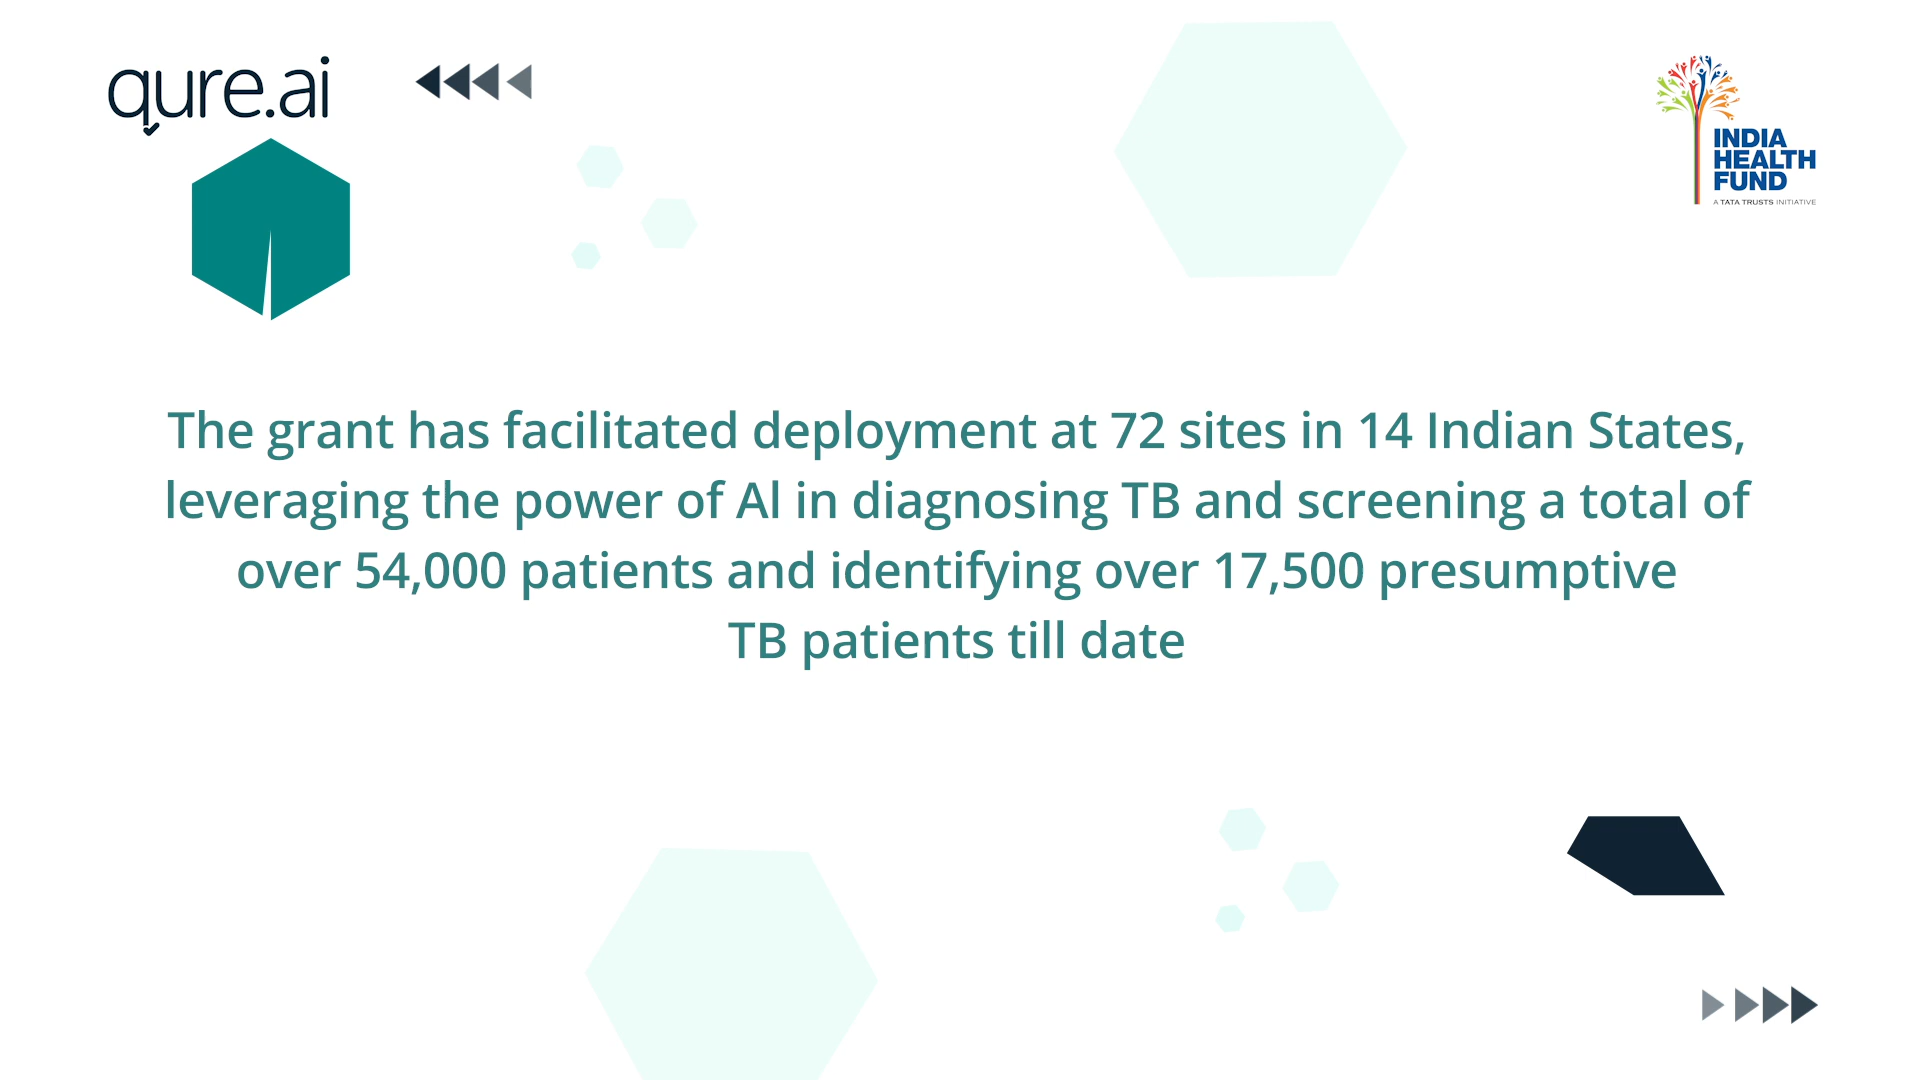 qure.ai
INDIA
HEALTH
FUND
A TATA TRUSTS INITIATIVE
The grant has facilitated deployment at 72 sites in 14 Indian States,
leveraging the power of AI in diagnosing TB and screening a total of
over 54,000 patients and identifying over 17,500 presumptive
TB patients till date